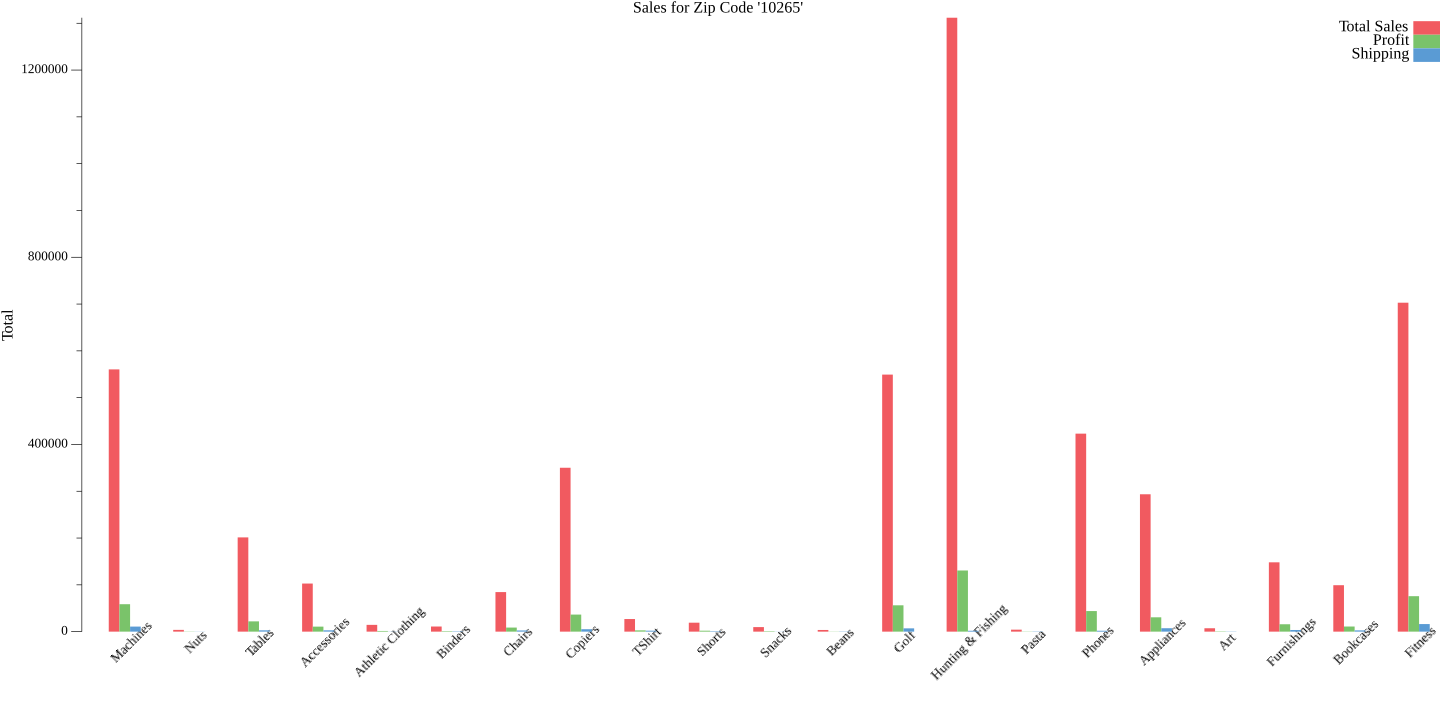 Sales for Zip Code '10265'
Total Sales
Profit
Shipping
1200000
800000
400000
0
Total
Machines
Nuts
Tables
Accessories
Athletic Clothing
Binders
Chairs
Copiers
TShirt
Shorts
Snacks
Beans
Golf
Hunting & Fishing
Pasta
Phones
Appliances
Art
Furnishings
Bookcases
Fitness